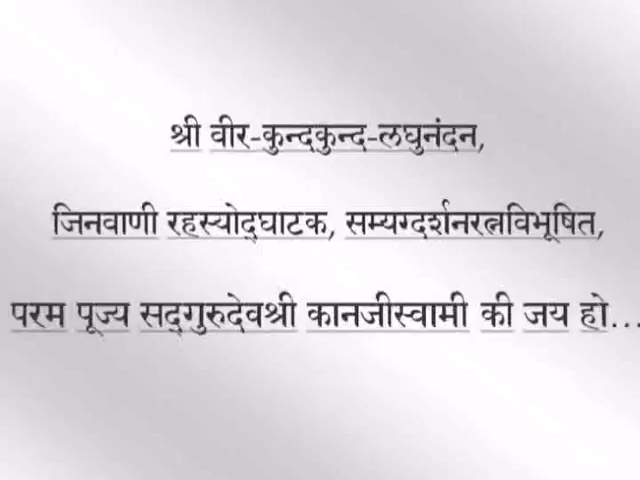 श्री वीर-कुन्दकुन्द-लघुनंदन,
जिनवाणी रहस्योद्‌घाटक, सम्यग्दर्शनरत्नविभूषित,
परम पूज्य सद्‌गुरुदेवश्री कानजीस्वामी की जय हो...